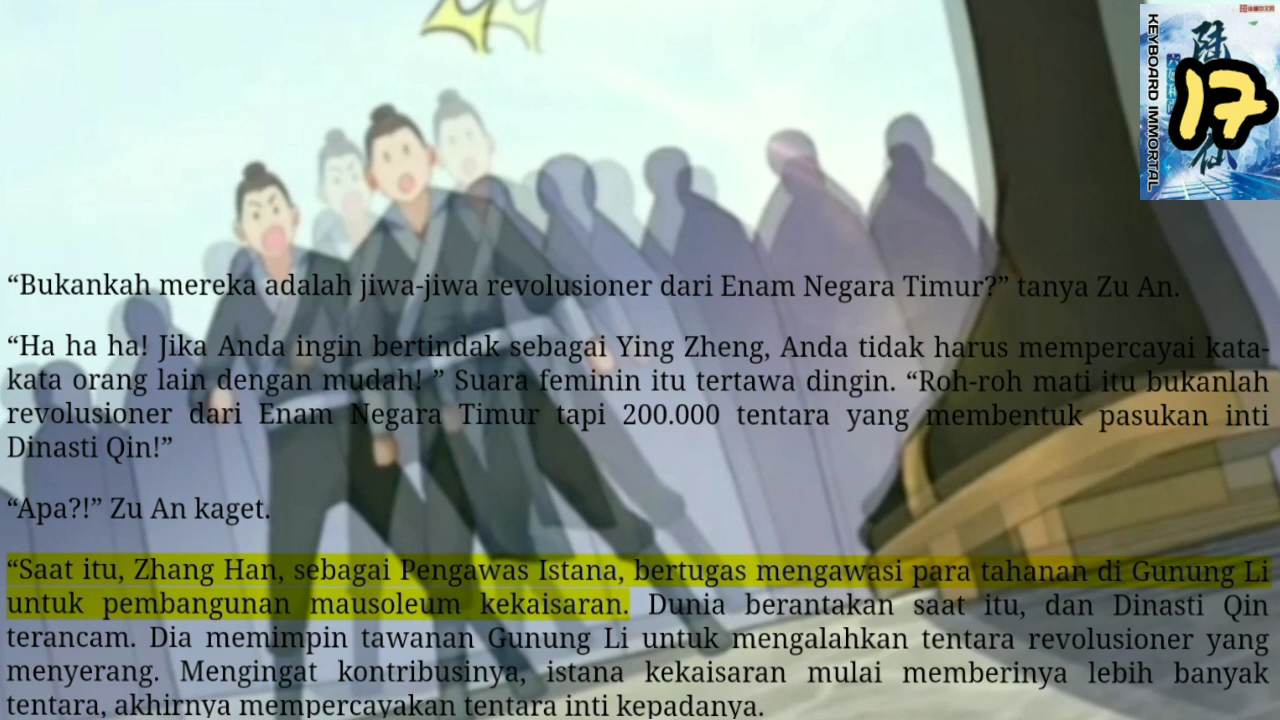 KEYBOARD IMMORTAL
17
“Bukankah mereka adalah jiwa-jiwa revolusioner dari Enam Negara Timur?” tanya Zu An.
“Ha ha ha! Jika Anda ingin bertindak sebagai Ying Zheng, Anda tidak harus mempercayai kata-
kata orang lain dengan mudah! ” Suara feminin itu tertawa dingin. “Roh-roh mati itu bukanlah
revolusioner dari Enam Negara Timur tapi 200.000 tentara yang membentuk pasukan inti
Dinasti Qin!”
“Apa?!” Zu An kaget.
“Saat itu, Zhang Han, sebagai Pengawas Istana, bertugas mengawasi para tahanan di Gunung Li
untuk pembangunan mausoleum kekaisaran. Dunia berantakan saat itu, dan Dinasti Qin
terancam. Dia memimpin tawanan Gunung Li untuk mengalahkan tentara revolusioner yang
menyerang. Mengingat kontribusinya, istana kekaisaran mulai memberinya lebih banyak
tentara, akhirnya mempercayakan tentara inti kepadanya.